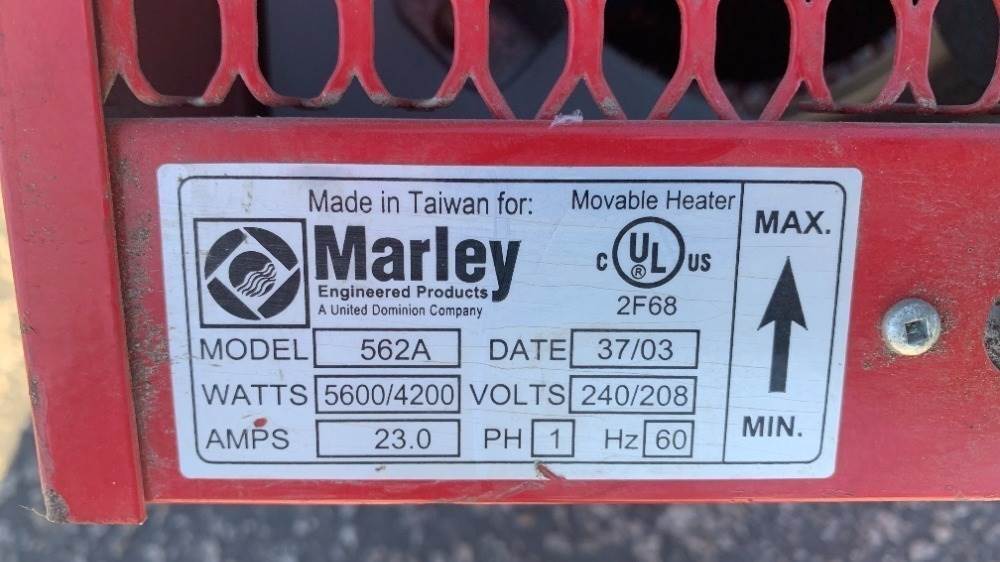 Made in Taiwan for:
Marley
Engineered Products
A United Dominion Company
Movable Heater
C UL ® US
2F68
MODEL 562A DATE 37/03
WATTS 5600/4200 VOLTS 240/208
AMPS 23.0 PH 1 Hz 60
MAX.
MIN.